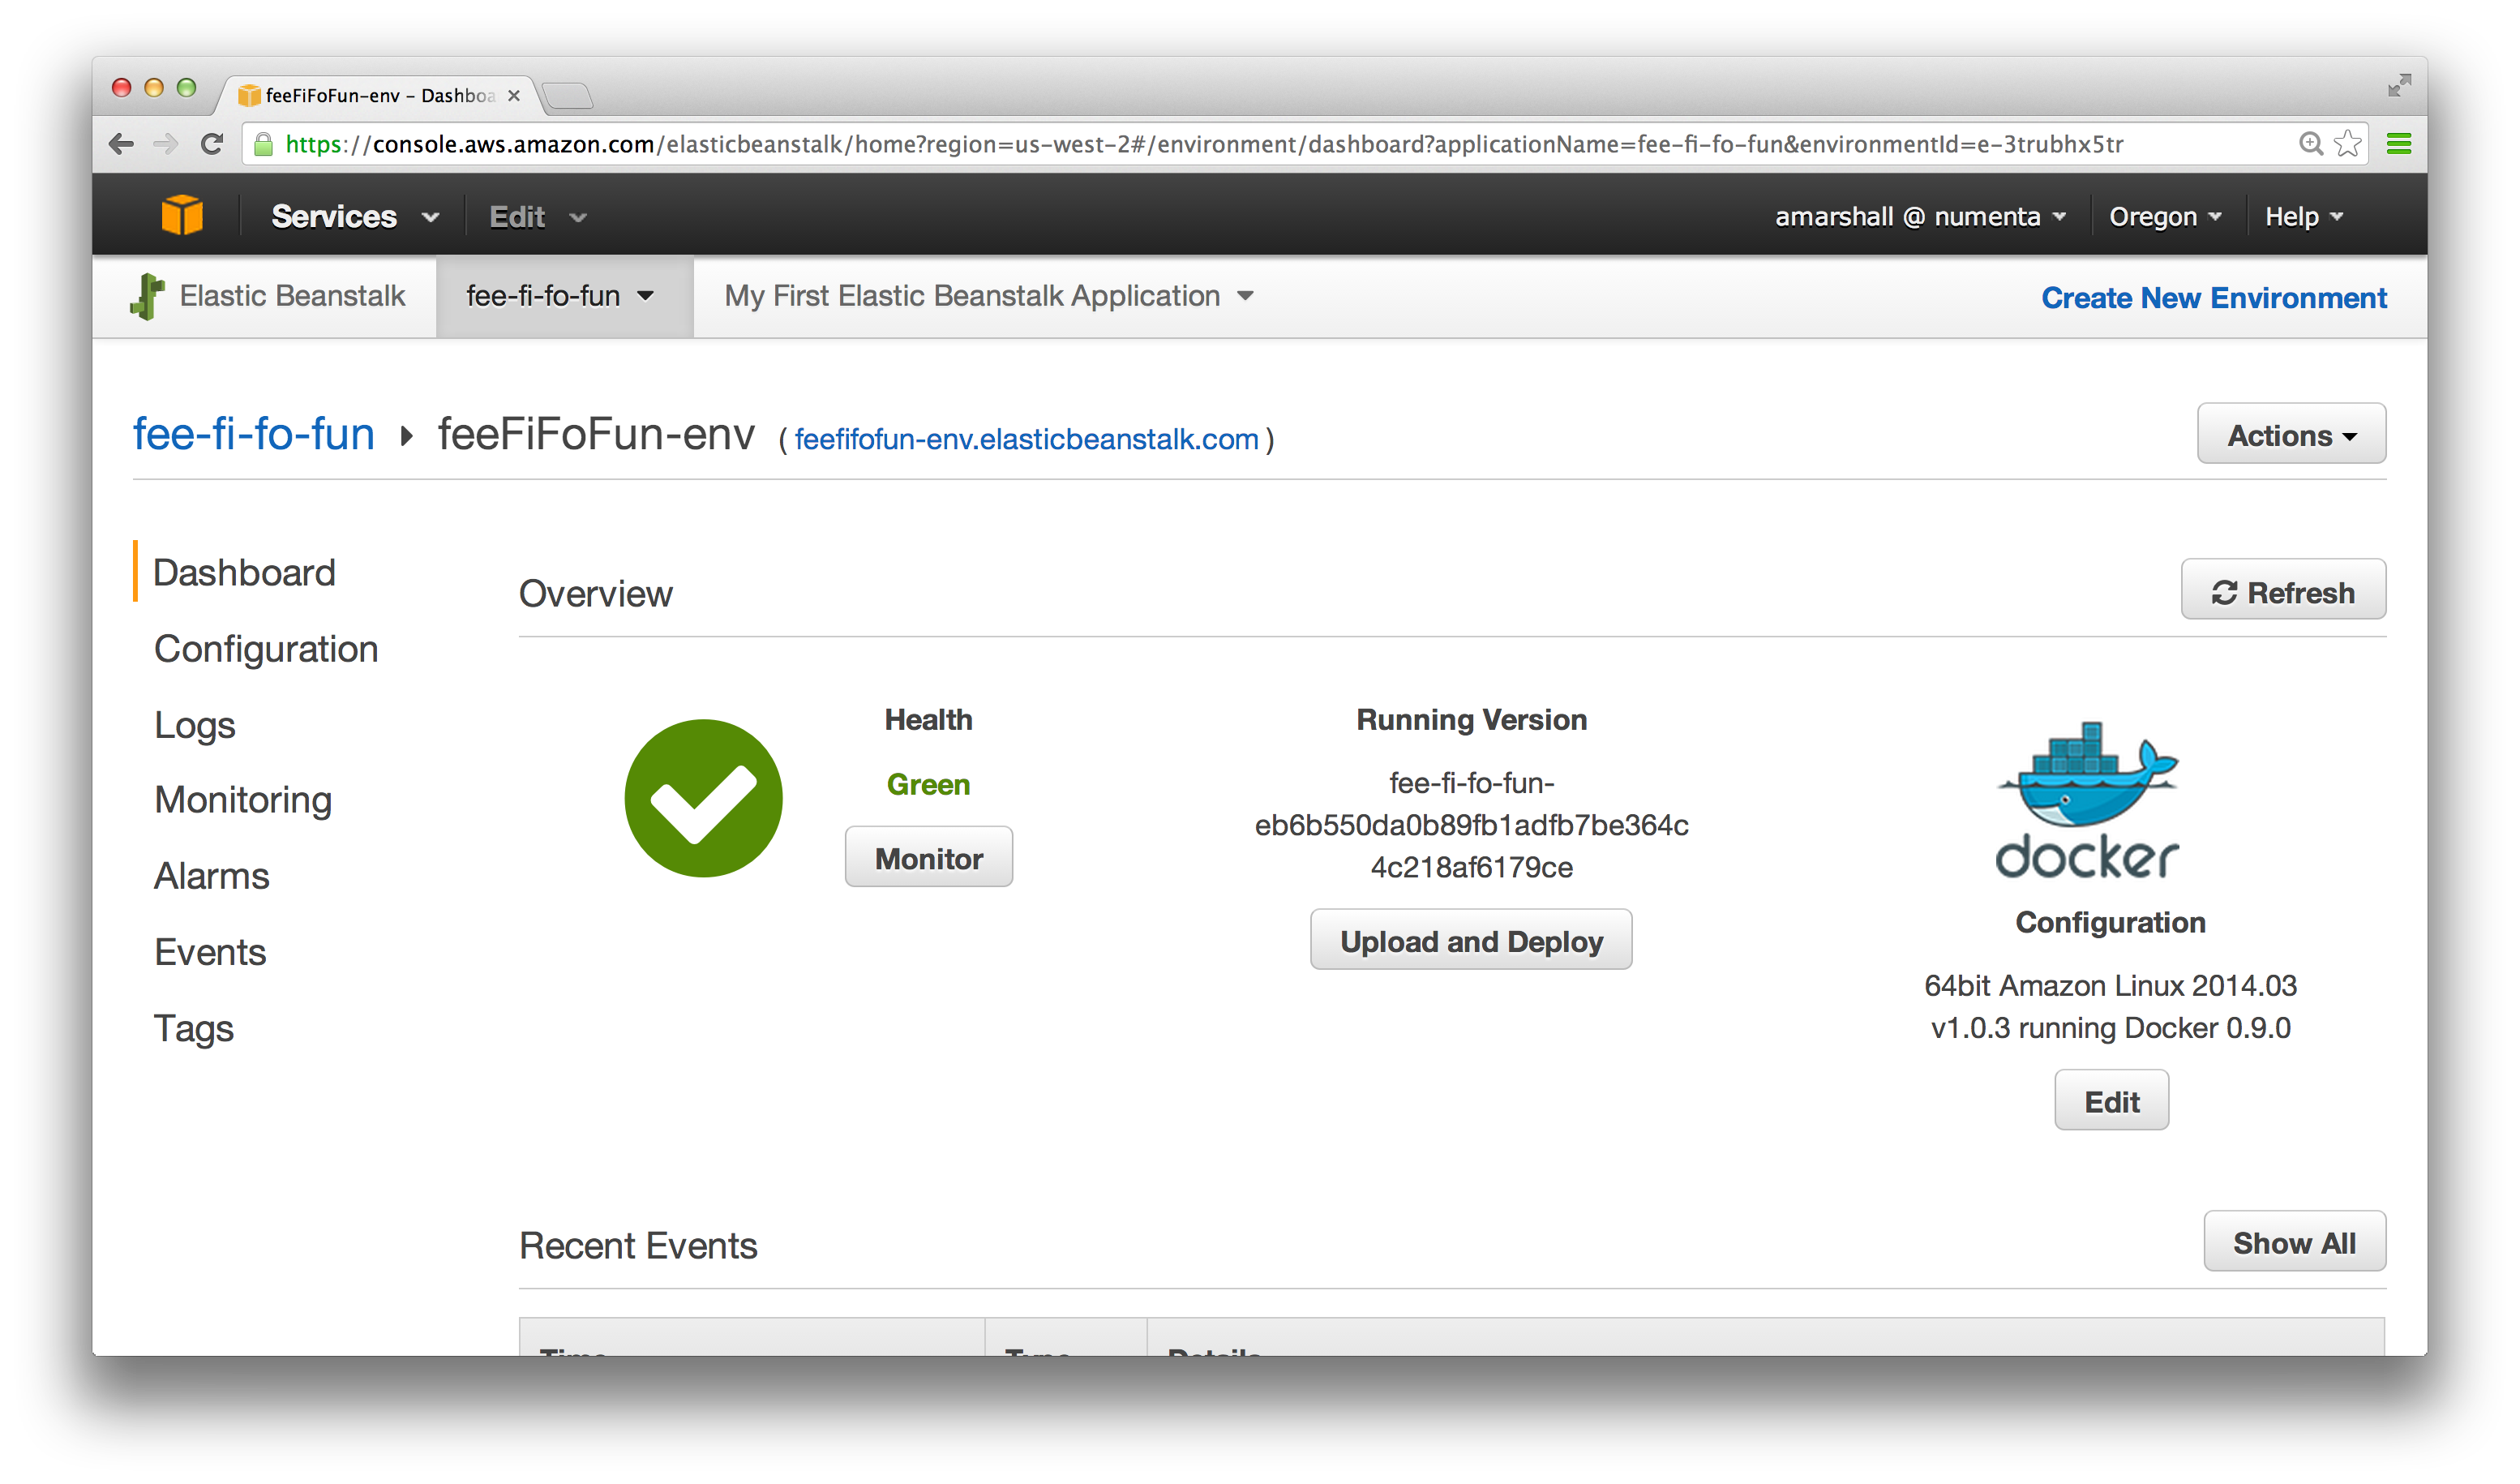 feeFiFoFun-env – Dashboa
https://console.aws.amazon.com/elasticbeanstalk/home?region=us-west-2#/environment/dashboard?applicationName=fee-fi-fo-fun&environmentId=e-3trubhx5tr
Services Edit amarshall @ numenta Oregon Help
Elastic Beanstalk fee-fi-fo-fun My First Elastic Beanstalk Application Create New Environment
fee-fi-fo-fun feeFiFoFun-env ( feefifofun-env.elasticbeanstalk.com ) Actions
Dashboard
Configuration
Logs
Monitoring
Alarms
Events
Tags
Overview Refresh
Health
Green
Monitor
Running Version
fee-fi-fo-fun-
eb6b550da0b89fb1adfb7be364c
4c218af6179ce
Upload and Deploy
docker
Configuration
64bit Amazon Linux 2014.03
v1.0.3 running Docker 0.9.0
Edit
Recent Events Show All
Time Type Details